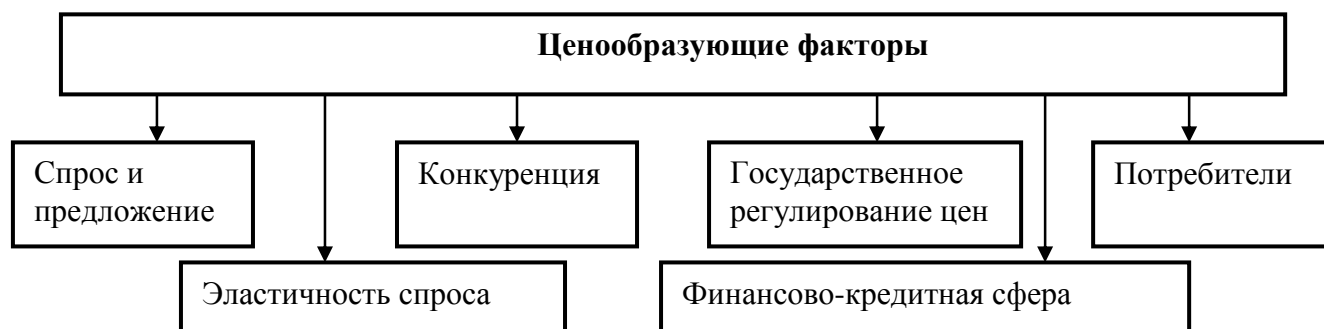 Ценообразующие факторы
Спрос и
предложение
Конкуренция
Государственное
регулирование цен
Потребители
Эластичность спроса
Финансово-кредитная сфера